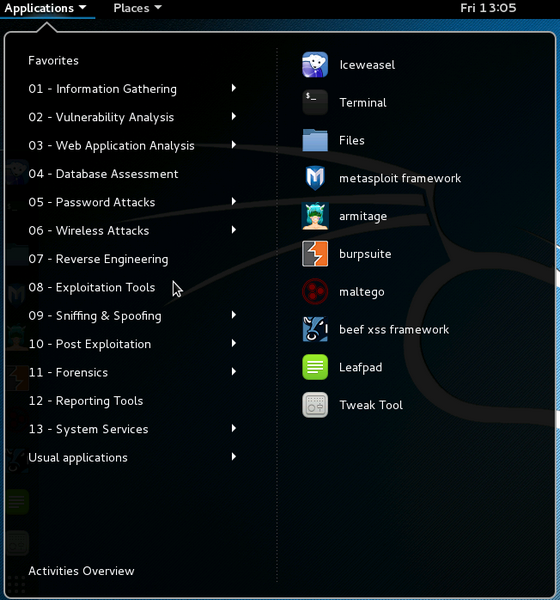 Applications Places Fri 13:05
Favorites
01 - Information Gathering
02 - Vulnerability Analysis
03 - Web Application Analysis
04 - Database Assessment
05 - Password Attacks
06 - Wireless Attacks
07 - Reverse Engineering
08 - Exploitation Tools
09 - Sniffing & Spoofing
10 - Post Exploitation
11 - Forensics
12 - Reporting Tools
13 - System Services
Usual applications
Activities Overview
Iceweasel
Terminal
Files
metasploit framework
armitage
burpsuite
maltego
beef xss framework
Leafpad
Tweak Tool